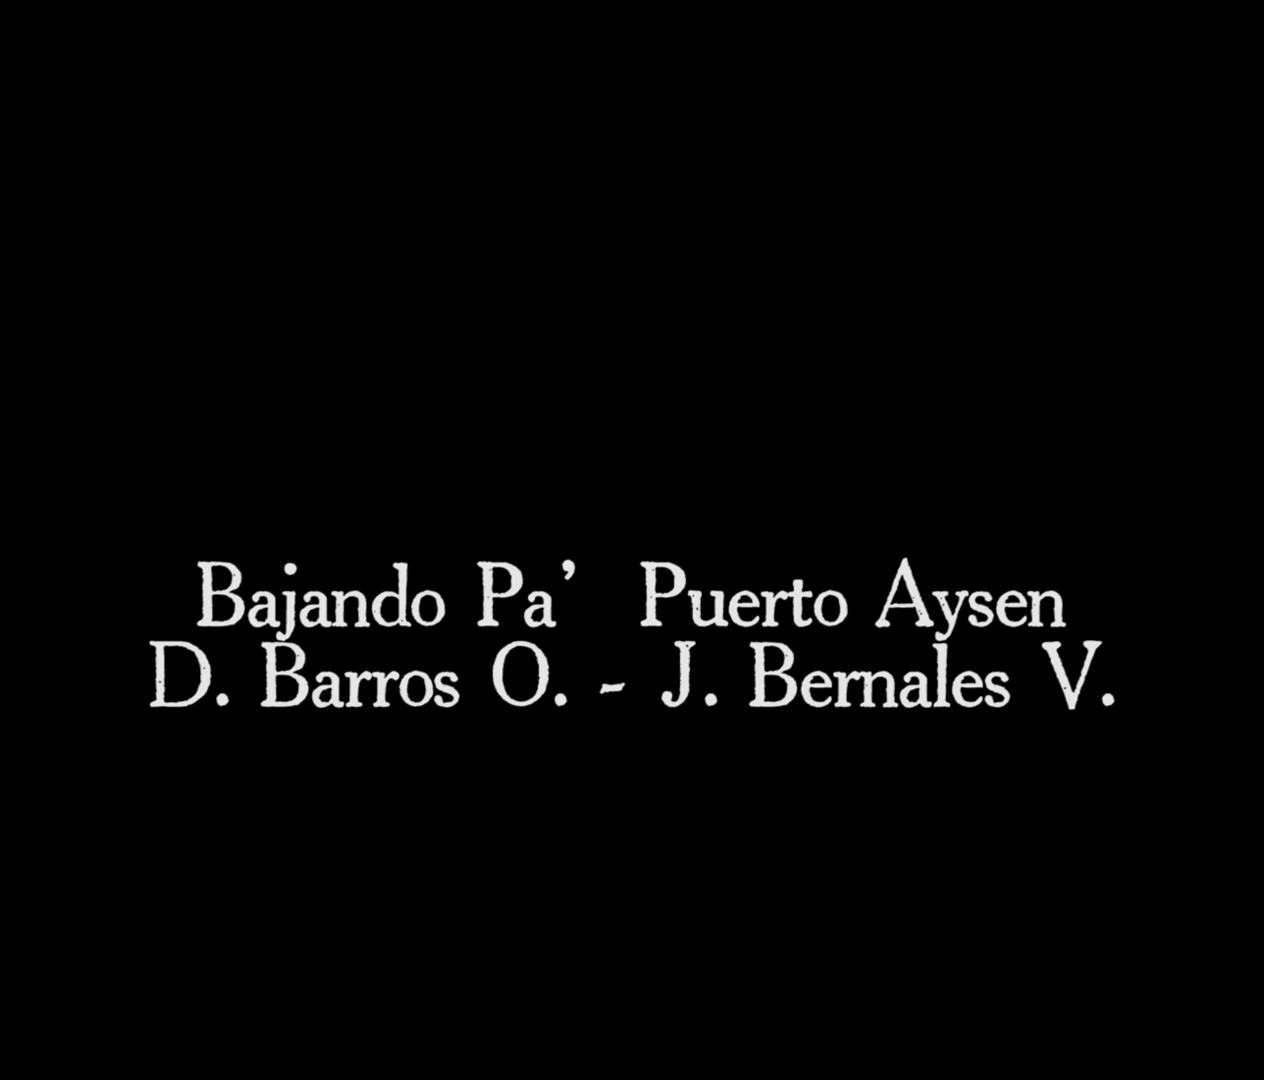 Bajando Pa’ Puerto Aysen
D. Barros O. - J. Bernales V.